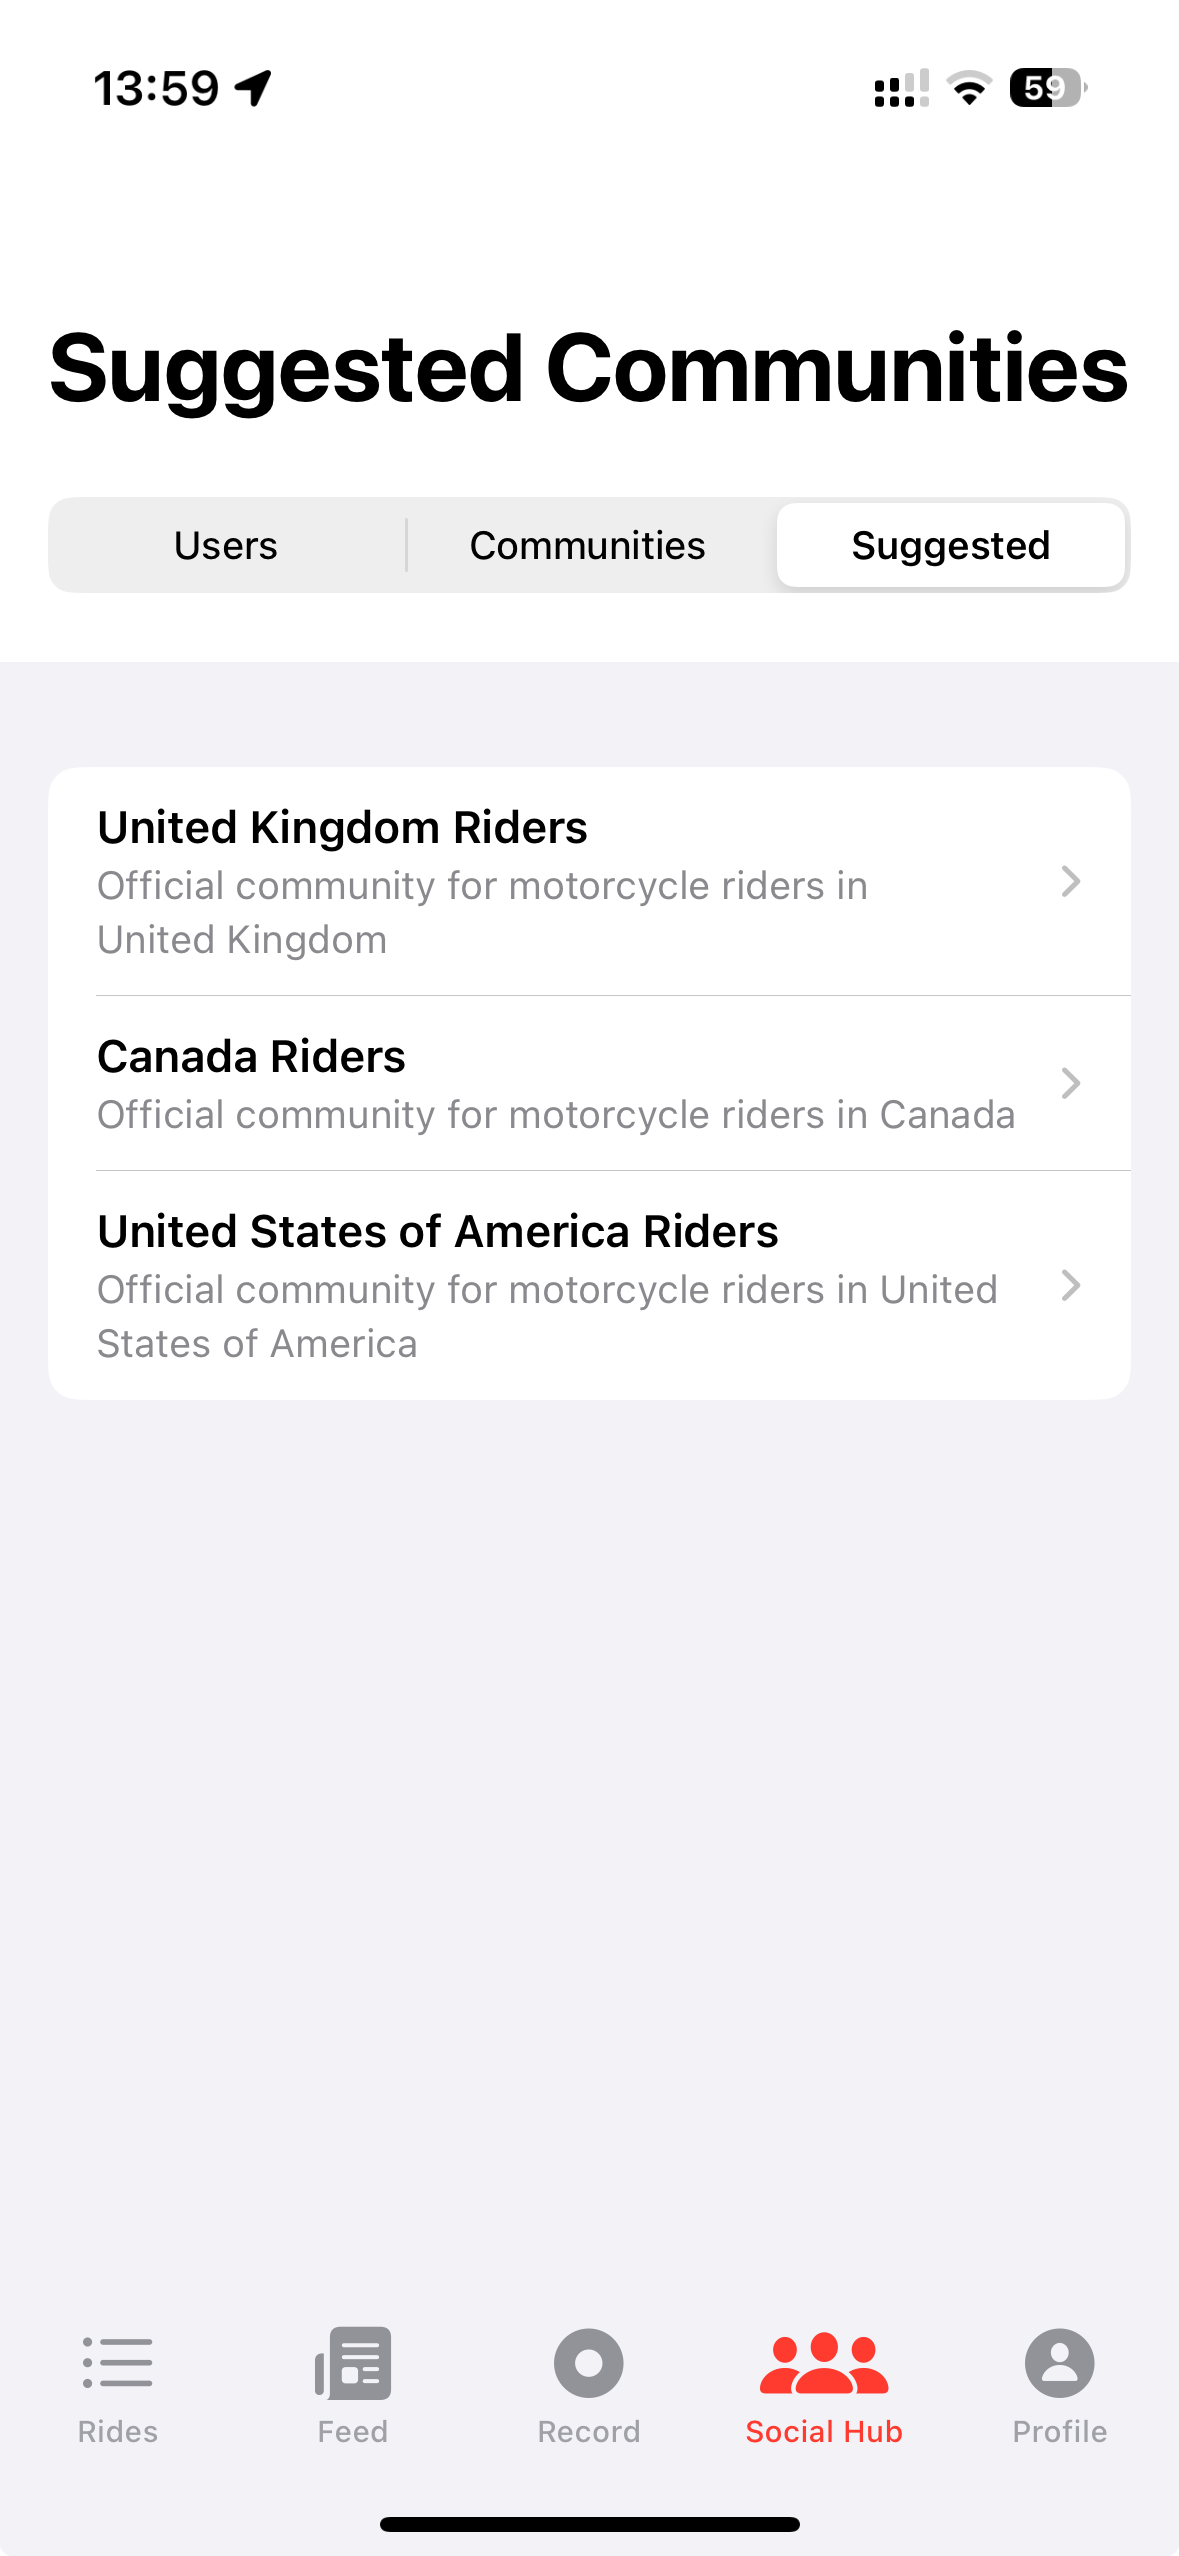 13:59
59
Suggested Communities
Users
Communities
Suggested
United Kingdom Riders
Official community for motorcycle riders in
United Kingdom
Canada Riders
Official community for motorcycle riders in Canada
United States of America Riders
Official community for motorcycle riders in United
States of America
Rides
Feed
Record
Social Hub
Profile